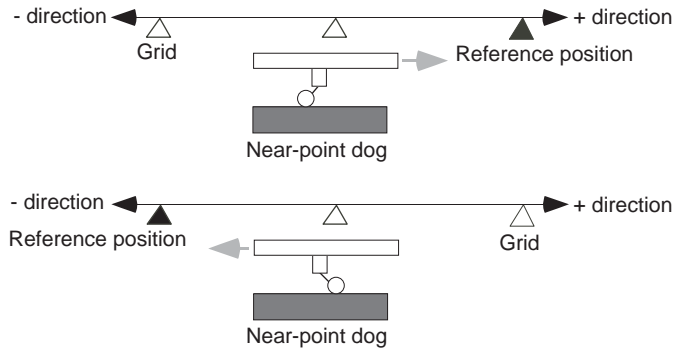 - direction
+ direction
Grid
Reference position
Near-point dog
- direction
+ direction
Reference position
Grid
Near-point dog